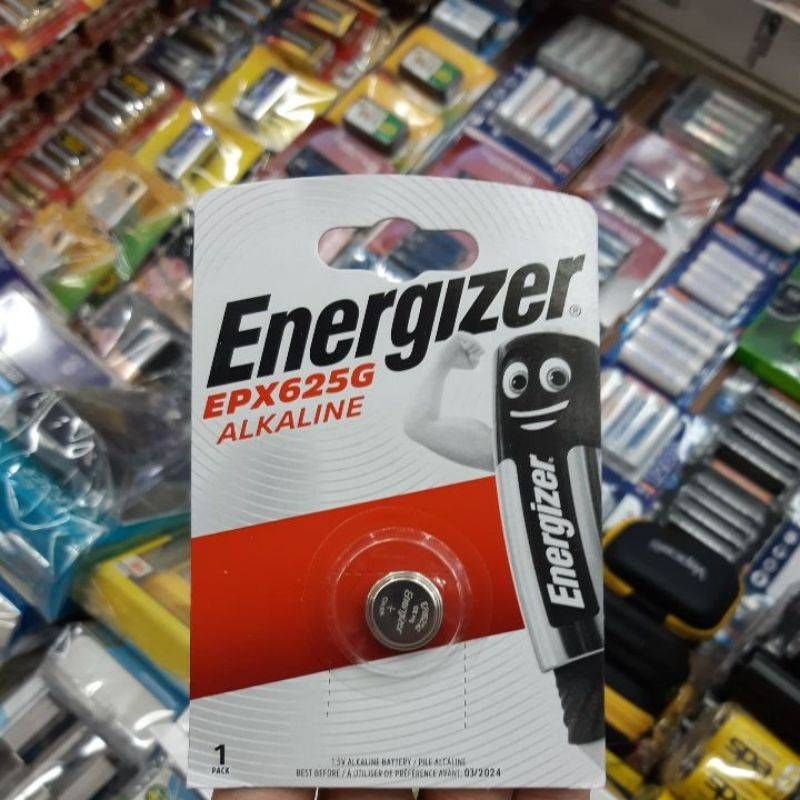 Energizer®
EPX625G
ALKALINE
Energizer
Energizer
1
PACK
1.5V ALKALINE BATTERY / PILE ALCALINE
BEST BEFORE / À UTILISER DE PRÉFÉRENCE AVANT: 03/2024